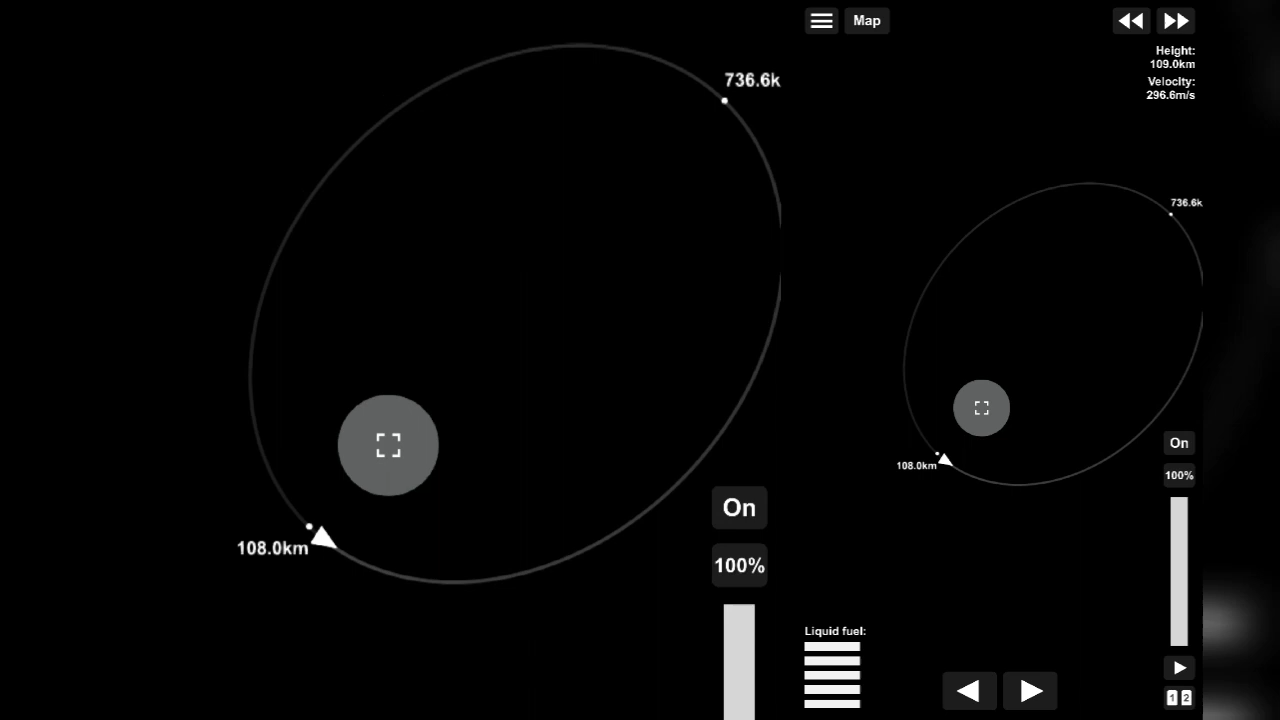 736.6k
108.0km
On
100%
Map
Height:
109.0km
Velocity:
296.6m/s
736.6k
108.0km
On
100%
Liquid fuel:
1 2